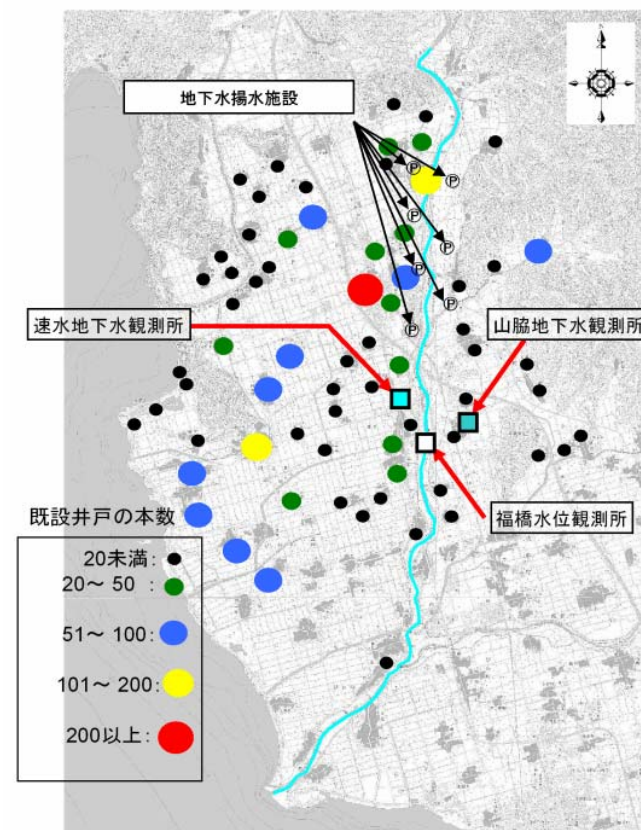 地下水揚水施設
N
Ⓟ
Ⓟ
Ⓟ
Ⓟ
Ⓟ
Ⓟ
Ⓟ
速水地下水観測所
山脇地下水観測所
福橋水位観測所
既設井戸の本数
20未満:
20～ 50 :
51～ 100:
101～ 200:
200以上: